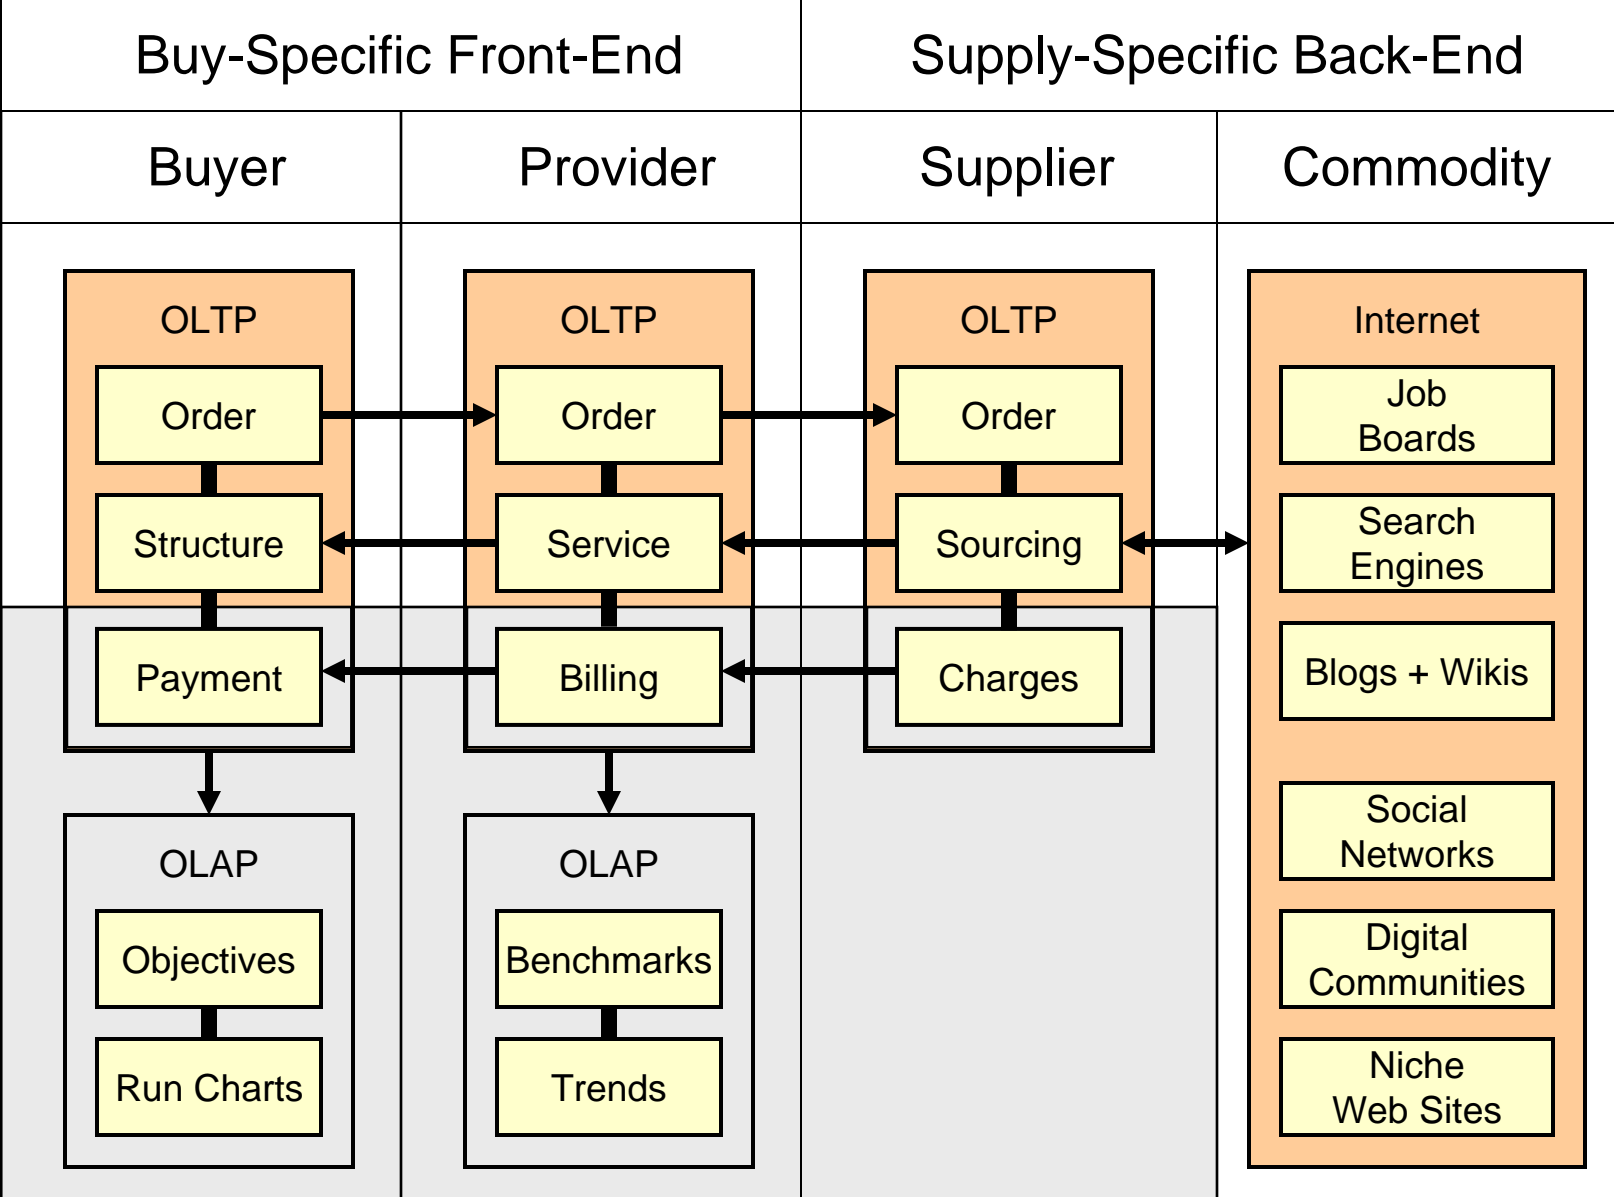 Buy-Specific Front-End
Supply-Specific Back-End
Buyer
Provider
Supplier
Commodity
OLTP
Order
Structure
Payment
OLAP
Objectives
Run Charts
OLTP
Order
Service
Billing
OLAP
Benchmarks
Trends
OLTP
Order
Sourcing
Charges
Internet
Job
Boards
Search
Engines
Blogs + Wikis
Social
Networks
Digital
Communities
Niche
Web Sites